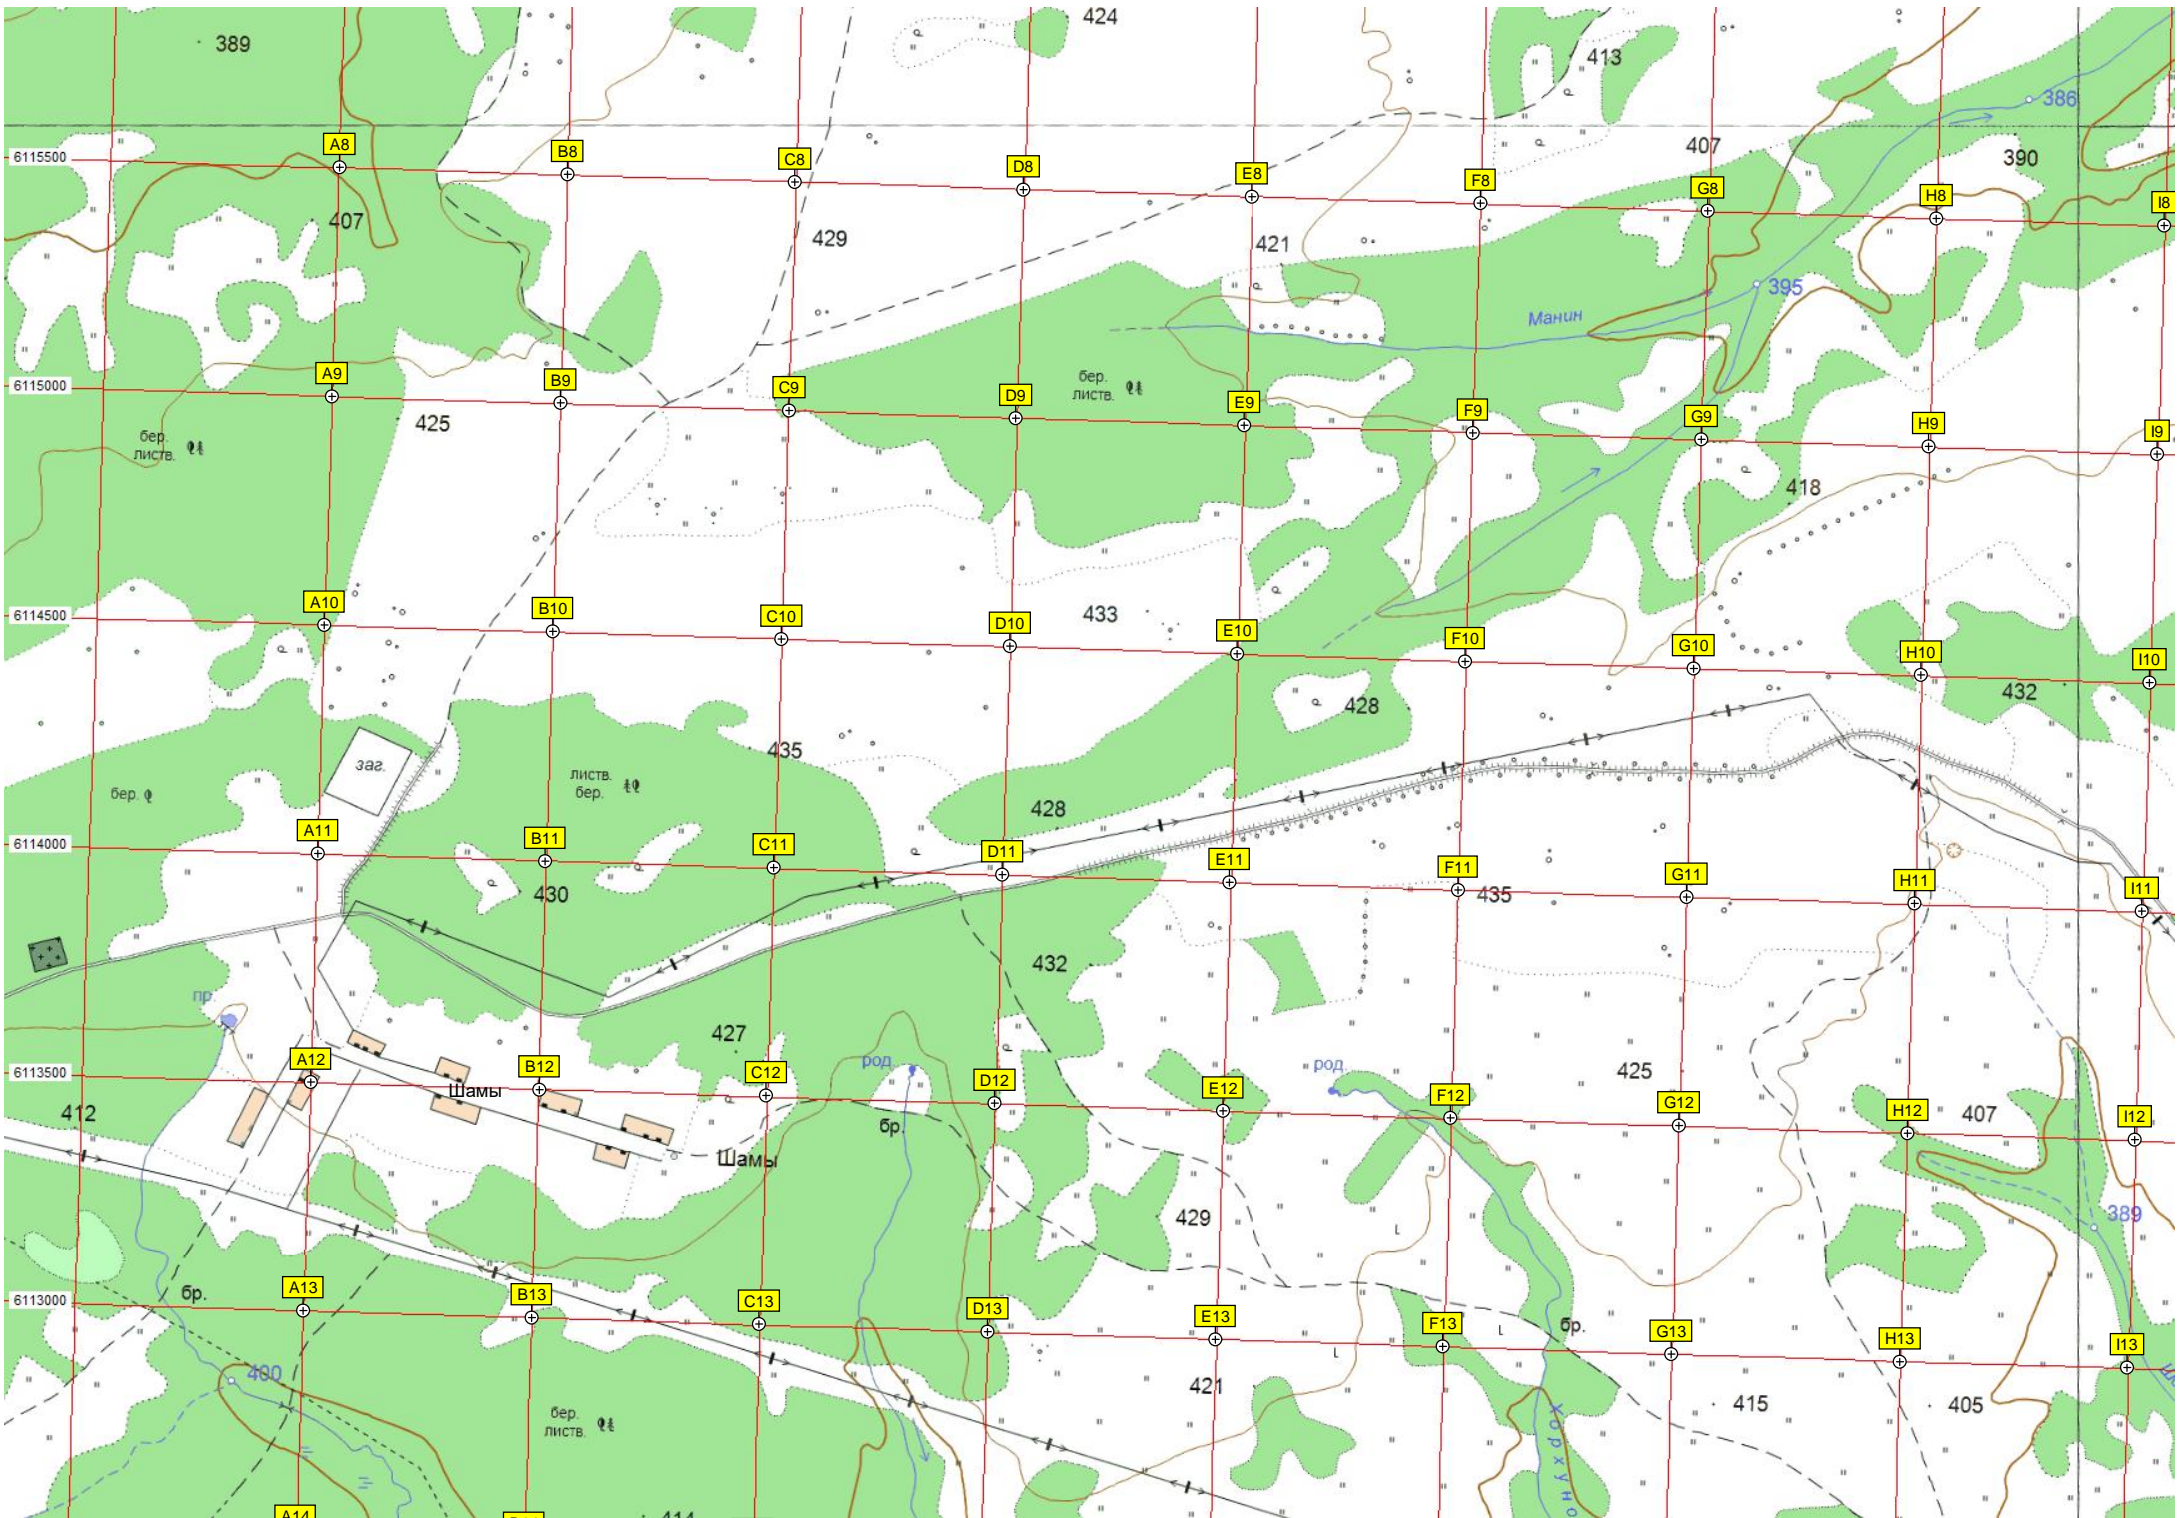 424
389
413
386
A8
B8
C8
D8
E8
F8
G8
H8
I8
6115500
407
390
407
429
421
395
Манин
A9
B9
C9
D9
E9
F9
G9
H9
I9
6115000
бер.
листв.
425
бер.
листв.
418
A10
B10
C10
D10
E10
F10
G10
H10
I10
6114500
433
428
432
435
заг.
листв.
бер.
бер.
428
A11
B11
C11
D11
E11
F11
G11
H11
I11
6114000
430
435
432
пр.
427
род.
род.
425
A12
B12
C12
D12
E12
F12
G12
H12
I12
6113500
Шамы
412
407
бр.
Шамы
429
389
A13
B13
C13
D13
E13
F13
G13
H13
I13
6113000
бр.
бр.
400
421
415
405
бер.
листв.
Хорхуно
A14
414